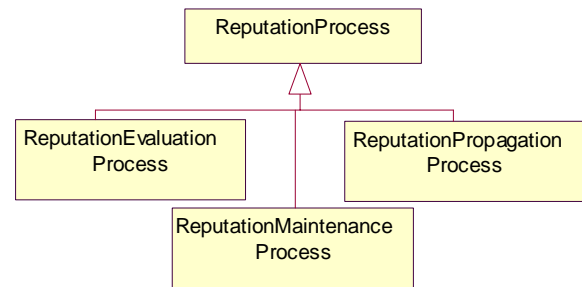 ReputationProcess
ReputationEvaluation
Process
ReputationPropagation
Process
ReputationMaintenance
Process